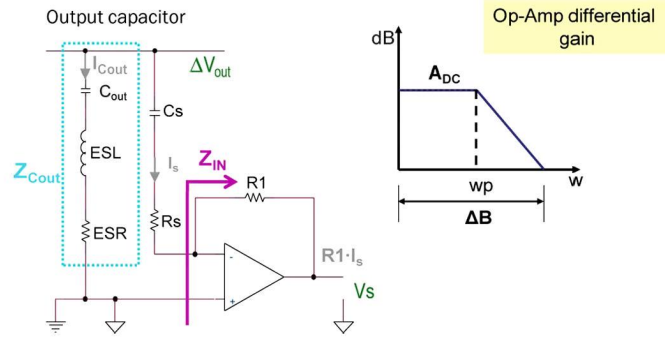 Output capacitor
Op-Amp differential
gain
dB
I_Cout
ΔV_out
C_out
A_DC
Cs
ESL
I_s
Z_IN
Z_Cout
R1
wp
w
Rs
ΔB
ESR
R1·I_s
-
+
Vs